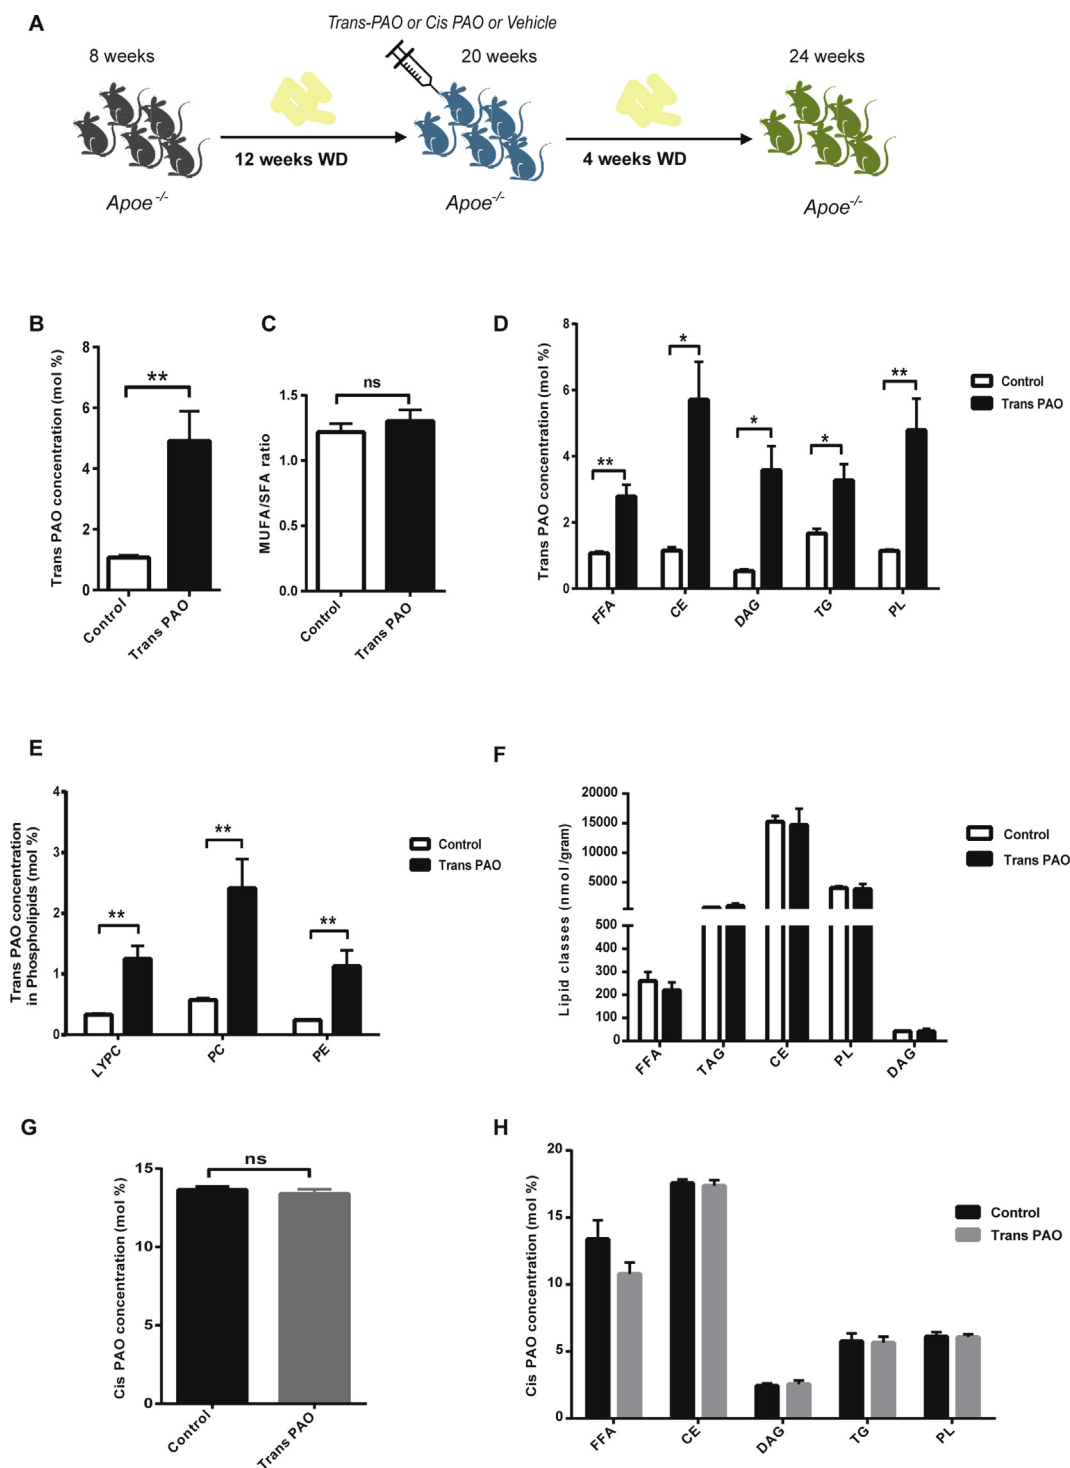 A
Trans-PAO or Cis PAO or Vehicle
8 weeks
20 weeks
24 weeks
12 weeks WD
4 weeks WD
Apoe -/-
Apoe -/-
Apoe -/-
B
Trans PAO concentration (mol %)
8
6
4
2
0
**
Control
Trans PAO
C
MUFA/SFA ratio
1.5
1.0
0.5
0.0
ns
Control
Trans PAO
D
Trans PAO concentration (mol %)
8
6
4
2
0
**
*
*
*
**
FFA
CE
DAG
TG
PL
Control
Trans PAO
E
Trans PAO concentration
in Phospholipids (mol %)
4
3
2
1
0
**
**
**
LYPC
PC
PE
Control
Trans PAO
F
Lipid classes (nmol/gram)
20000
15000
10000
5000
500
400
300
200
100
0
FFA
TAG
CE
PL
DAG
Control
Trans PAO
G
Cis PAO concentration (mol %)
15
10
5
0
ns
Control
Trans PAO
H
Cis PAO concentration (mol %)
20
15
10
5
0
FFA
CE
DAG
TG
PL
Control
Trans PAO